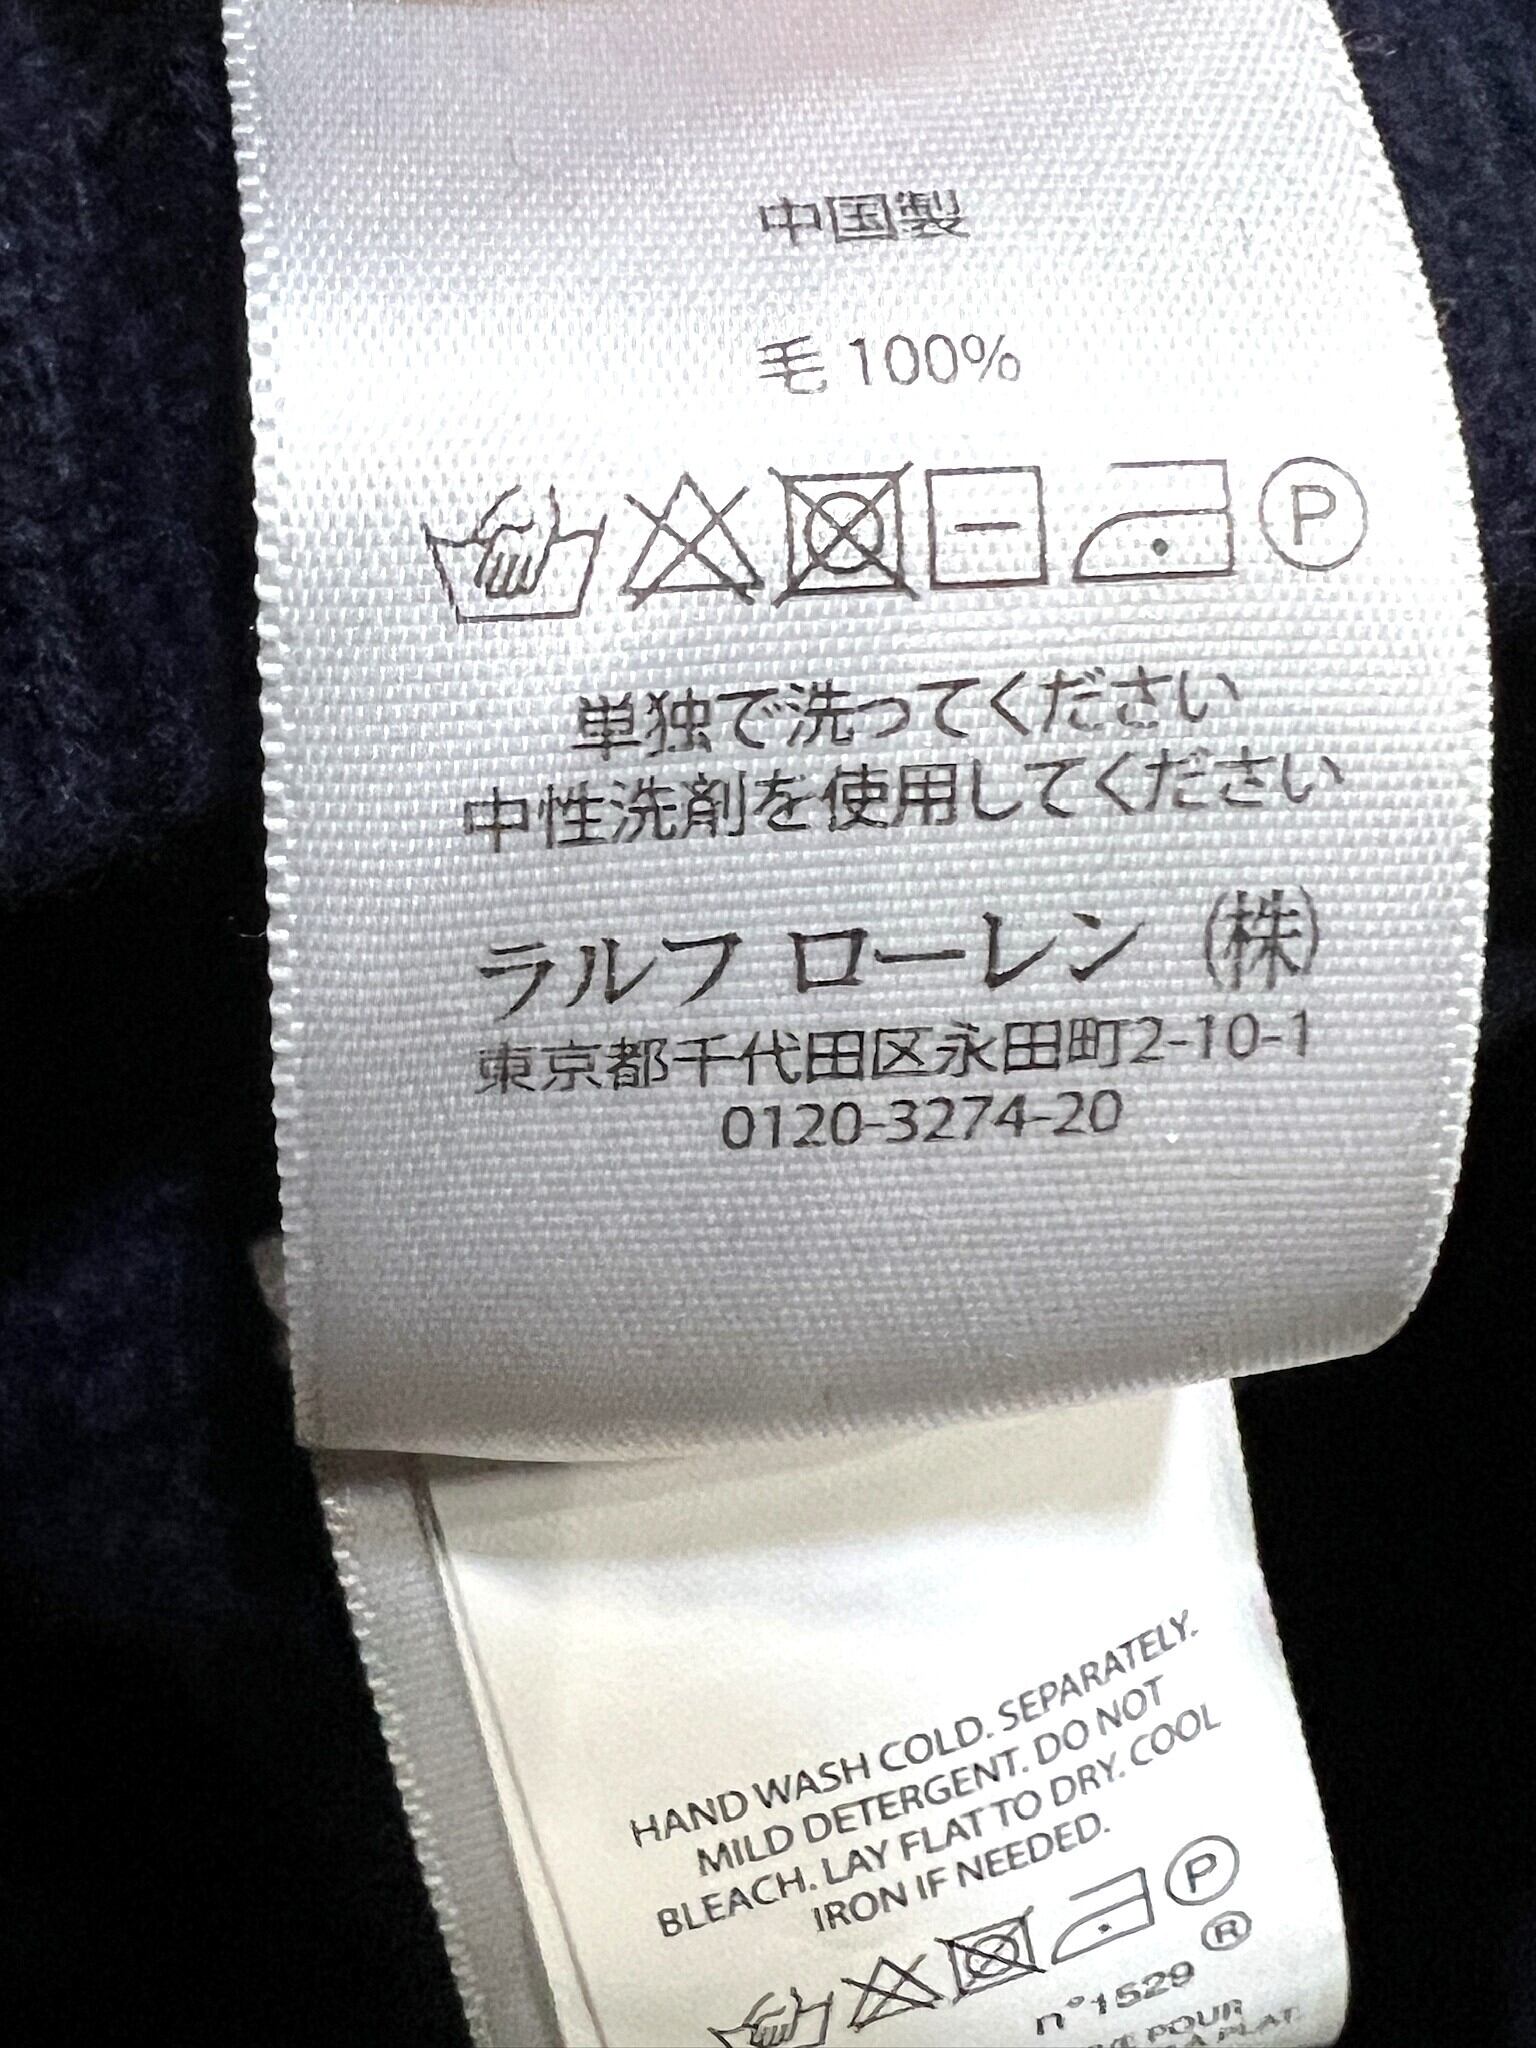 中国製
毛 100%
P
単独で洗ってください
中性洗剤を使用してください
ラルフ ローレン ㈱
東京都千代田区永田町2-10-1
0120-3274-20
HAND WASH COLD. SEPARATELY.
MILD DETERGENT. DO NOT
BLEACH. LAY FLAT TO DRY. COOL
IRON IF NEEDED.
P
®
n°1529
POUR
A PLAT